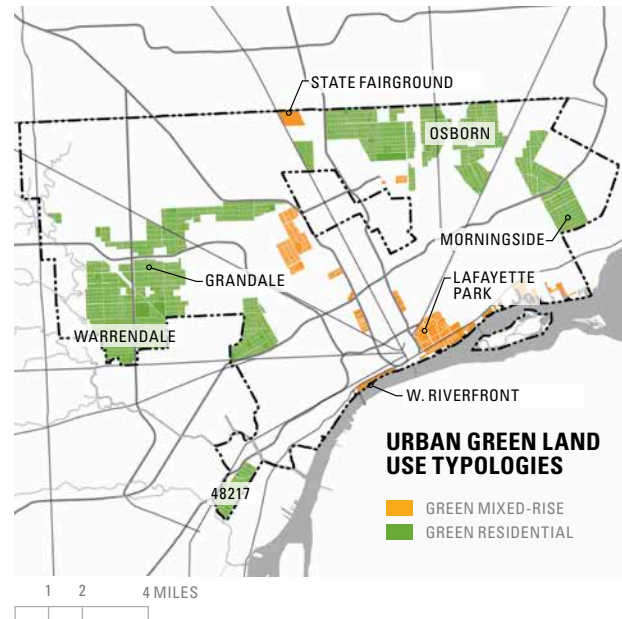 STATE FAIRGROUND
OSBORN
MORNINGSIDE
GRANDALE
LAFAYETTE
PARK
WARRENDALE
W. RIVERFRONT
URBAN GREEN LAND
USE TYPOLOGIES
48217
GREEN MIXED-RISE
GREEN RESIDENTIAL
1 2 4 MILES